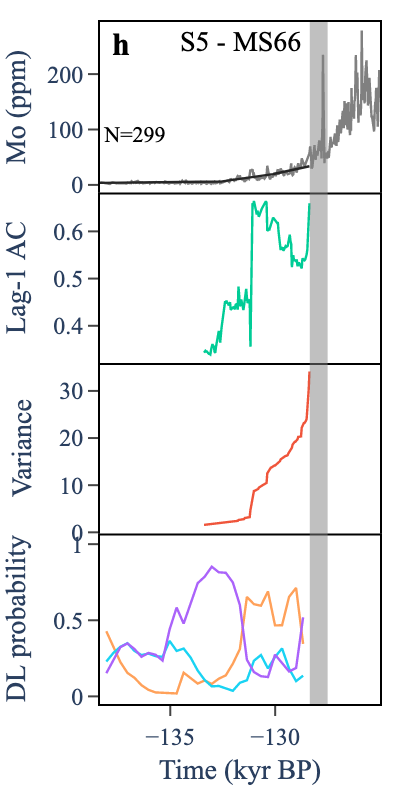 h S5 - MS66
Mo (ppm)
200
100
0
N=299
Lag-1 AC
0.6
0.5
0.4
Variance
30
20
10
0
DL probability
1
0.5
0
−135 −130
Time (kyr BP)